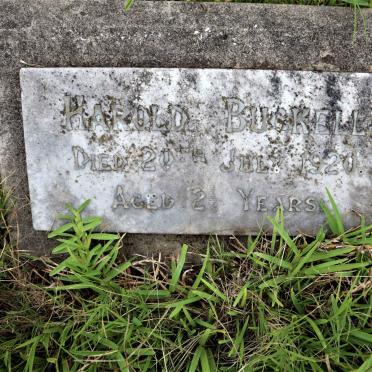 HAROLD BUCKELL
DIED 20TH JULY 1920.
AGED 2 YEARS.